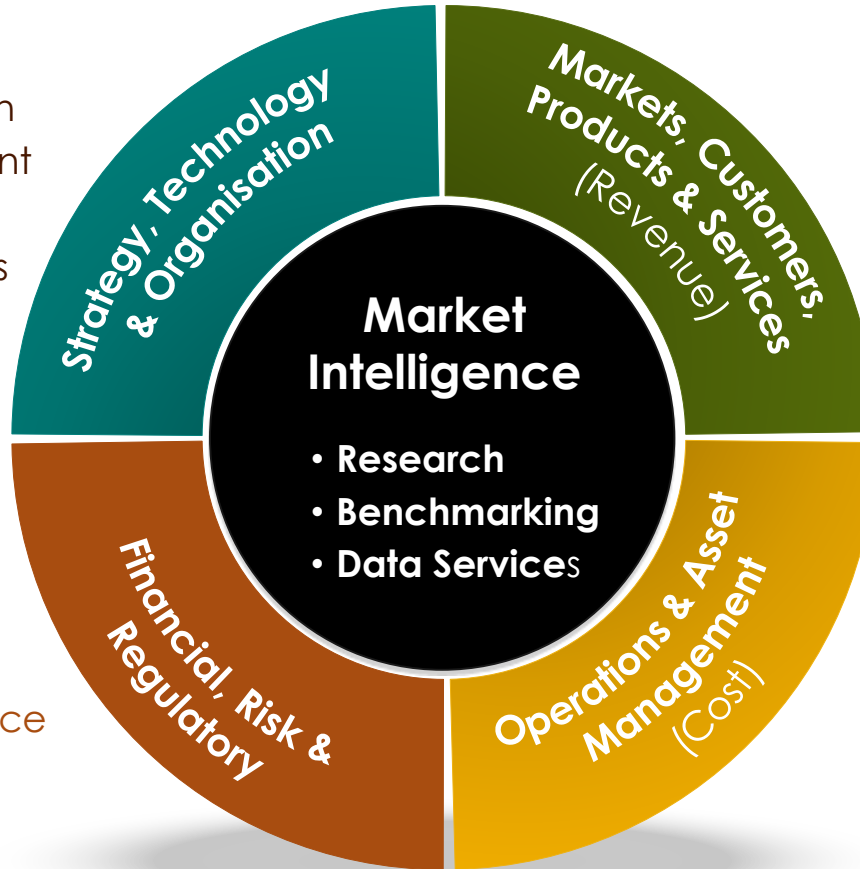 Strategy, Technology
& Organisation
Markets, Customers,
Products & Services
(Revenue)
Market
Intelligence
• Research
• Benchmarking
• Data Services
Financial, Risk &
Regulatory
Operations & Asset
Management
(Cost)